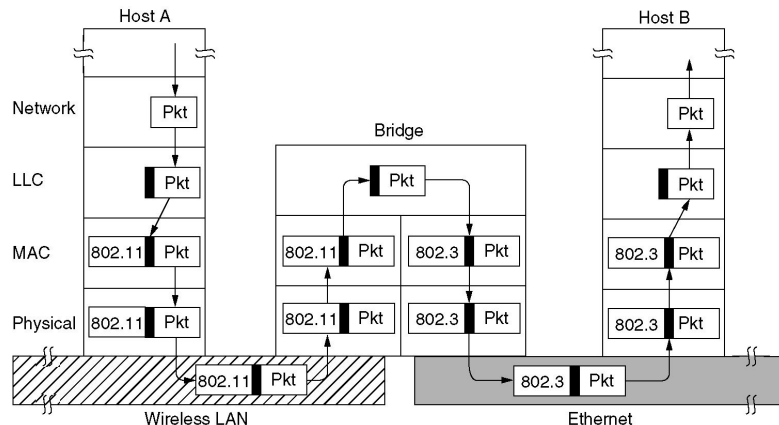 Host A
Host B
Network
Pkt
Pkt
Bridge
LLC
Pkt
Pkt
Pkt
MAC
802.11 Pkt
802.11 Pkt
802.3 Pkt
802.3 Pkt
Physical
802.11 Pkt
802.11 Pkt
802.3 Pkt
802.3 Pkt
802.11 Pkt
802.3 Pkt
Wireless LAN
Ethernet